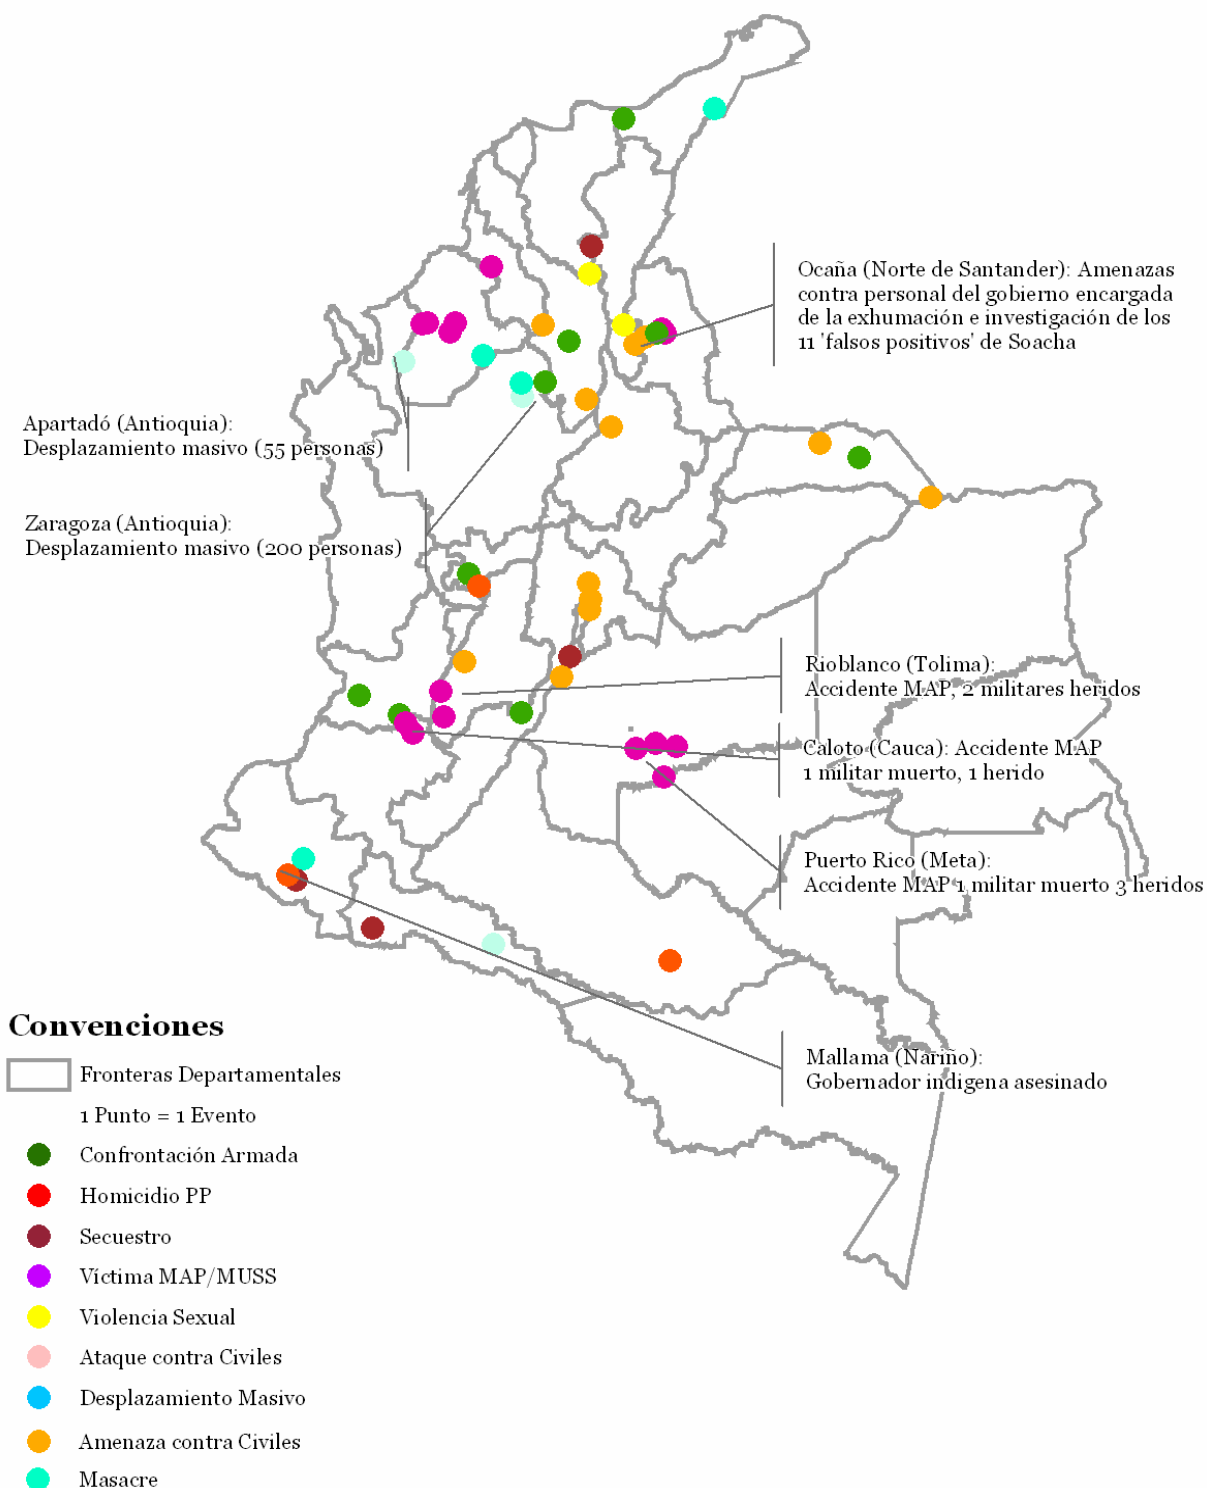 Ocaña (Norte de Santander): Amenazas
contra personal del gobierno encargada
de la exhumación e investigación de los
11 'falsos positivos' de Soacha
Apartadó (Antioquia):
Desplazamiento masivo (55 personas)
Zaragoza (Antioquia):
Desplazamiento masivo (200 personas)
Rioblanco (Tolima):
Accidente MAP, 2 militares heridos
Caloto (Cauca): Accidente MAP
1 militar muerto, 1 herido
Puerto Rico (Meta):
Accidente MAP 1 militar muerto 3 heridos
Mallama (Nariño):
Gobernador indigena asesinado
Convenciones
Fronteras Departamentales
1 Punto = 1 Evento
Confrontación Armada
Homicidio PP
Secuestro
Víctima MAP/MUSS
Violencia Sexual
Ataque contra Civiles
Desplazamiento Masivo
Amenaza contra Civiles
Masacre